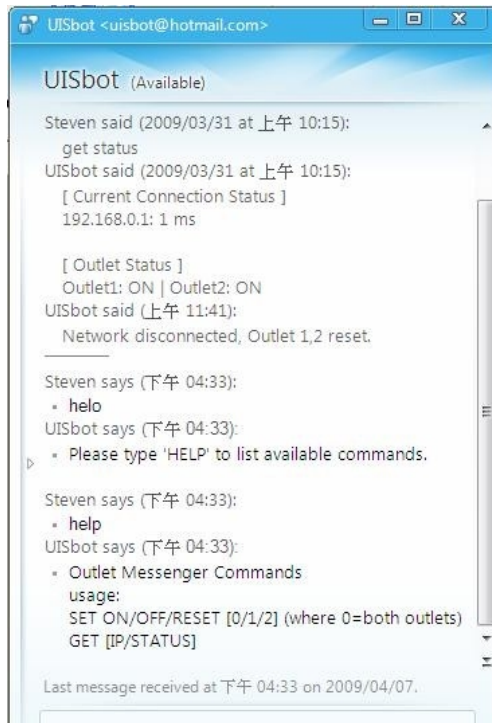 UISbot <uisbot@hotmail.com>
UISbot (Available)
Steven said (2009/03/31 at 上午 10:15):
get status
UISbot said (2009/03/31 at 上午 10:15):
[ Current Connection Status ]
192.168.0.1: 1 ms
[ Outlet Status ]
Outlet1: ON | Outlet2: ON
UISbot said (上午 11:41):
Network disconnected, Outlet 1,2 reset.
Steven says (下午 04:33):
helo
UISbot says (下午 04:33):
Please type 'HELP' to list available commands.
Steven says (下午 04:33):
help
UISbot says (下午 04:33):
Outlet Messenger Commands
usage:
SET ON/OFF/RESET [0/1/2] (where 0=both outlets)
GET [IP/STATUS]
Last message received at 下午 04:33 on 2009/04/07.